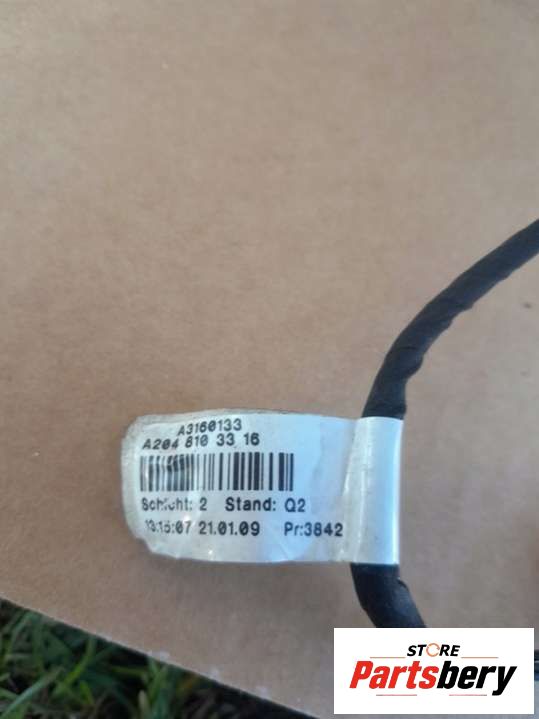 A3160133
A204 810 33 16
Schicht: 2 Stand: Q2
13:15:07 21.01.09 Pr:3842
STORE
Partsbery